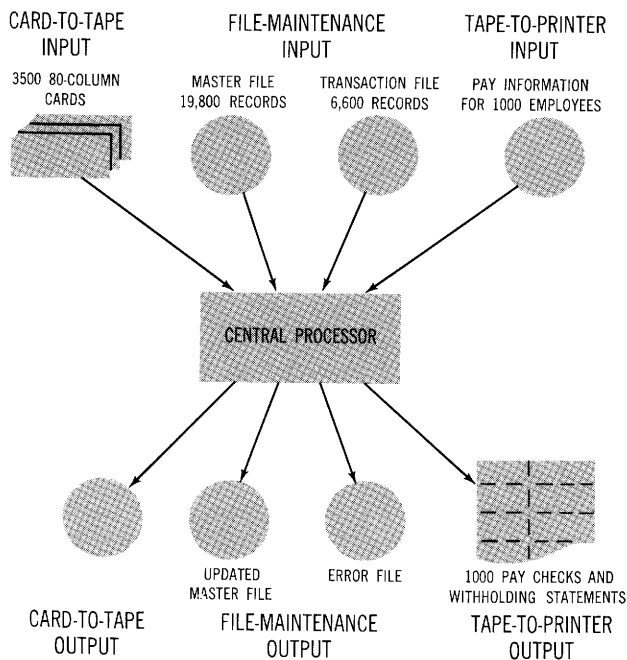 CARD-TO-TAPE
INPUT
3500 80-COLUMN
CARDS
FILE-MAINTENANCE
INPUT
MASTER FILE
19,800 RECORDS
TRANSACTION FILE
6,600 RECORDS
TAPE-TO-PRINTER
INPUT
PAY INFORMATION
FOR 1000 EMPLOYEES
CENTRAL PROCESSOR
UPDATED
MASTER FILE
ERROR FILE
1000 PAY CHECKS AND
WITHHOLDING STATEMENTS
CARD-TO-TAPE
OUTPUT
FILE-MAINTENANCE
OUTPUT
TAPE-TO-PRINTER
OUTPUT